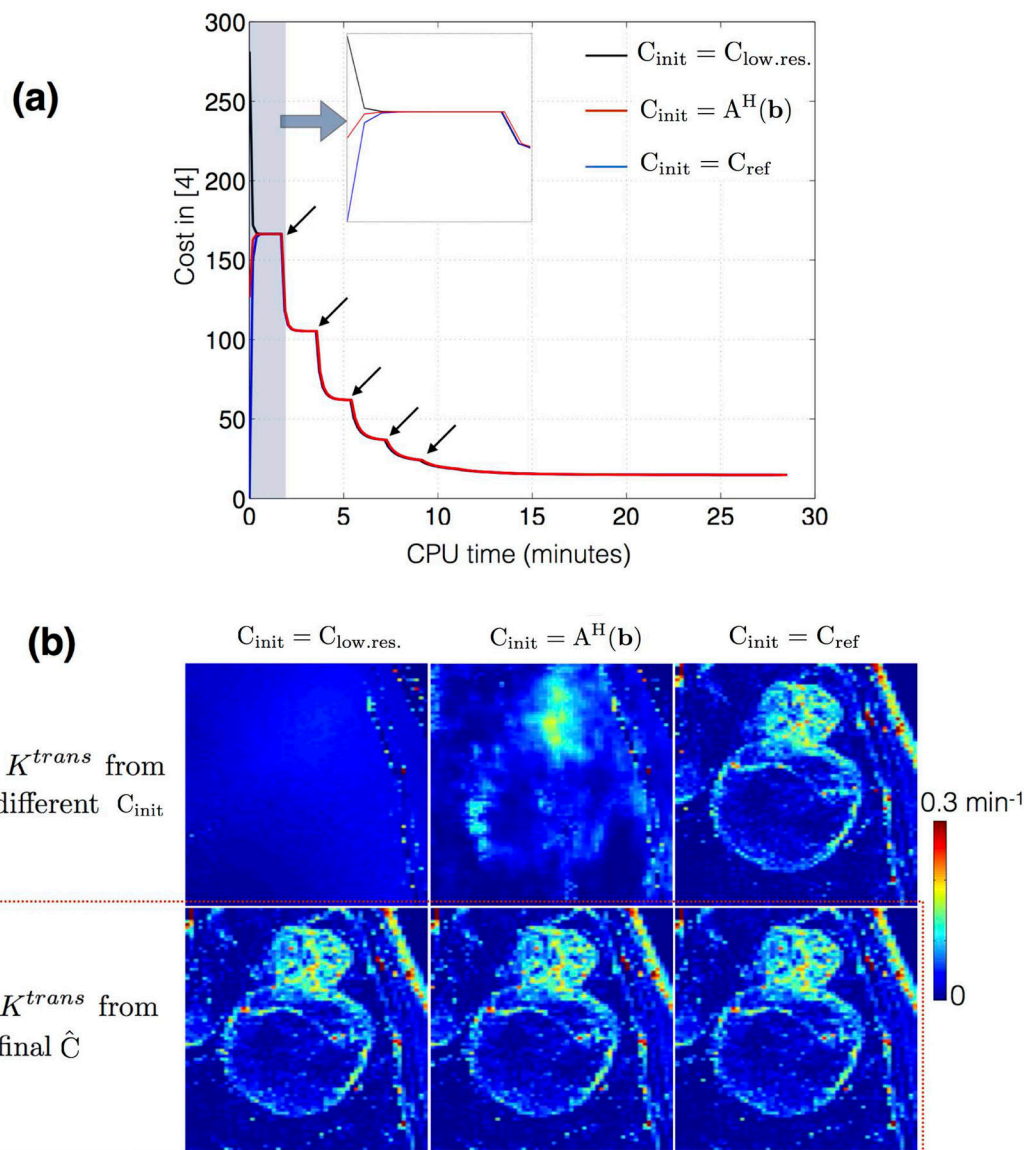 (a)
300
250
200
150
100
50
0
Cost in [4]
0 5 10 15 20 25 30
CPU time (minutes)
C_init = C_low.res.
C_init = A^H(b)
C_init = C_ref
(b)
C_init = C_low.res. C_init = A^H(b) C_init = C_ref
K^trans from
different C_init
0.3 min⁻¹
0
K^trans from
final Ĉ